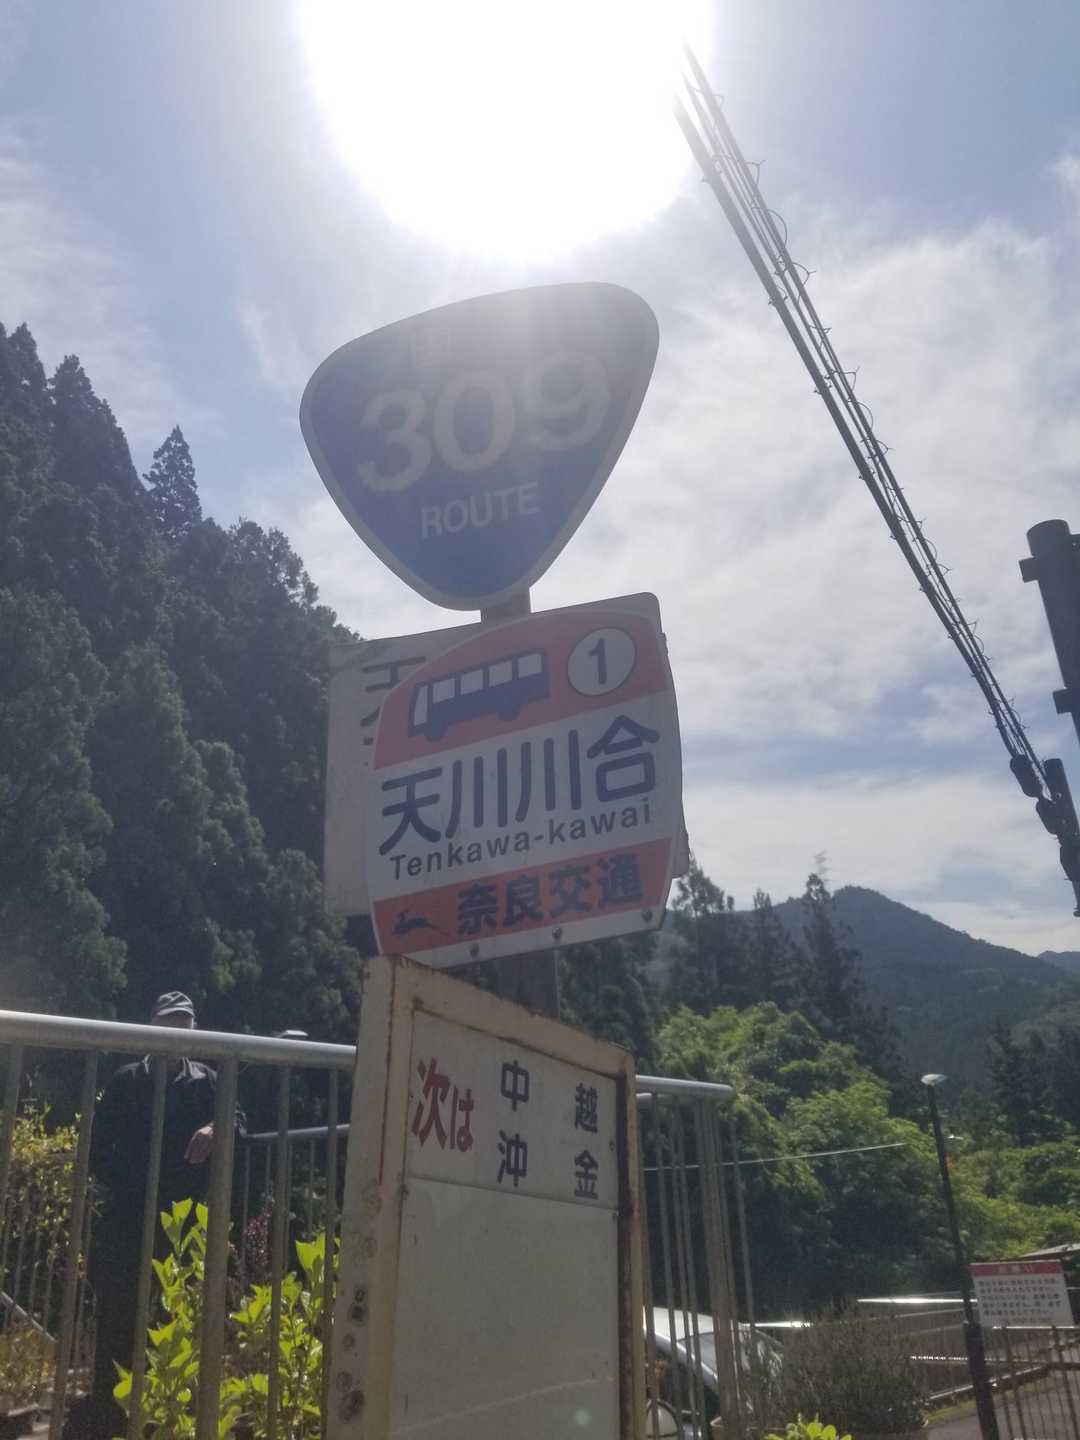 309
ROUTE
1
天川川合
Tenkawa-kawai
奈良交通
次は
中越
沖金